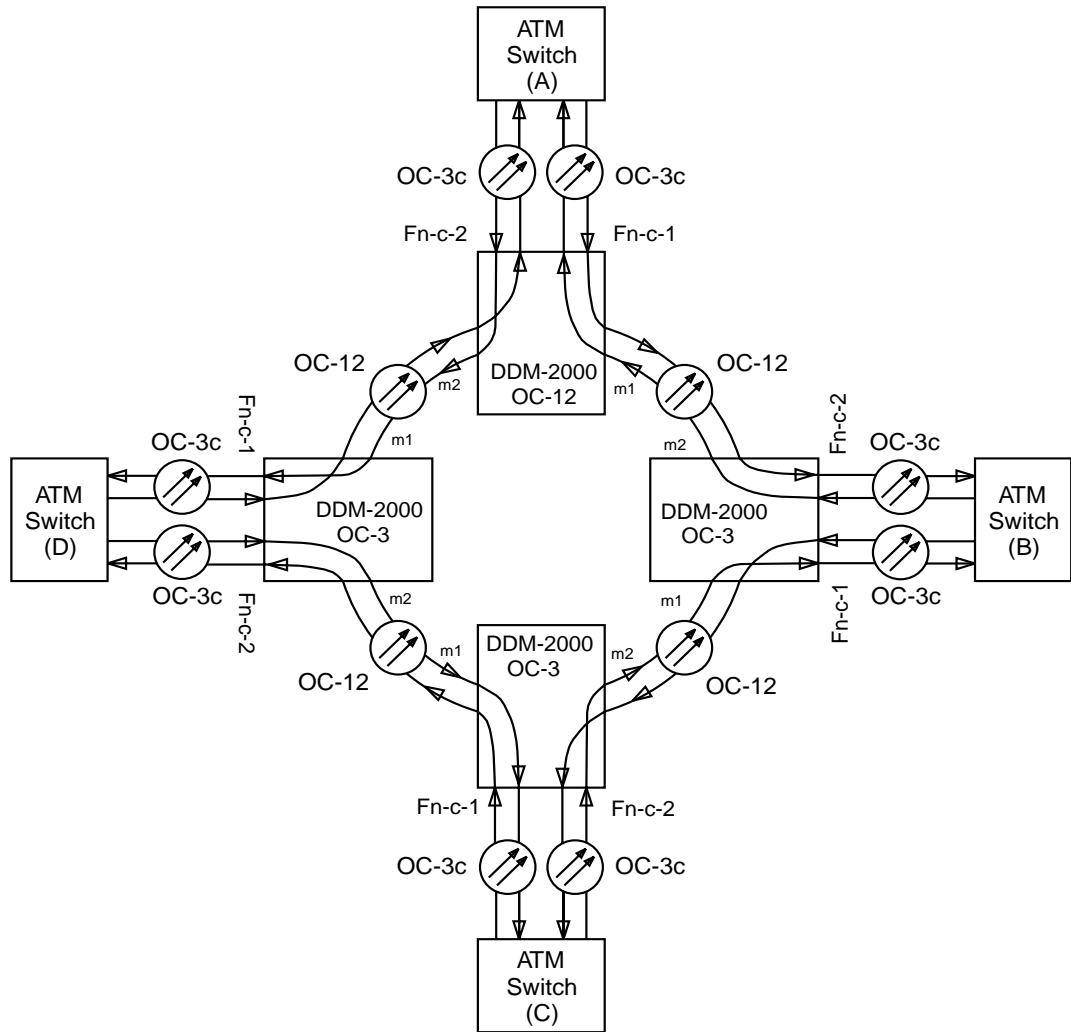 ATM
Switch
(A)
OC-3c
OC-3c
Fn-c-2
Fn-c-1
OC-12
DDM-2000
OC-12
OC-12
m2
m1
Fn-c-1
Fn-c-2
OC-3c
m1
m2
OC-3c
ATM
Switch
(D)
DDM-2000
OC-3
DDM-2000
OC-3
ATM
Switch
(B)
OC-3c
Fn-c-2
m2
m1
Fn-c-1
OC-3c
m1
DDM-2000
OC-3
m2
OC-12
OC-12
Fn-c-1
Fn-c-2
OC-3c
OC-3c
ATM
Switch
(C)